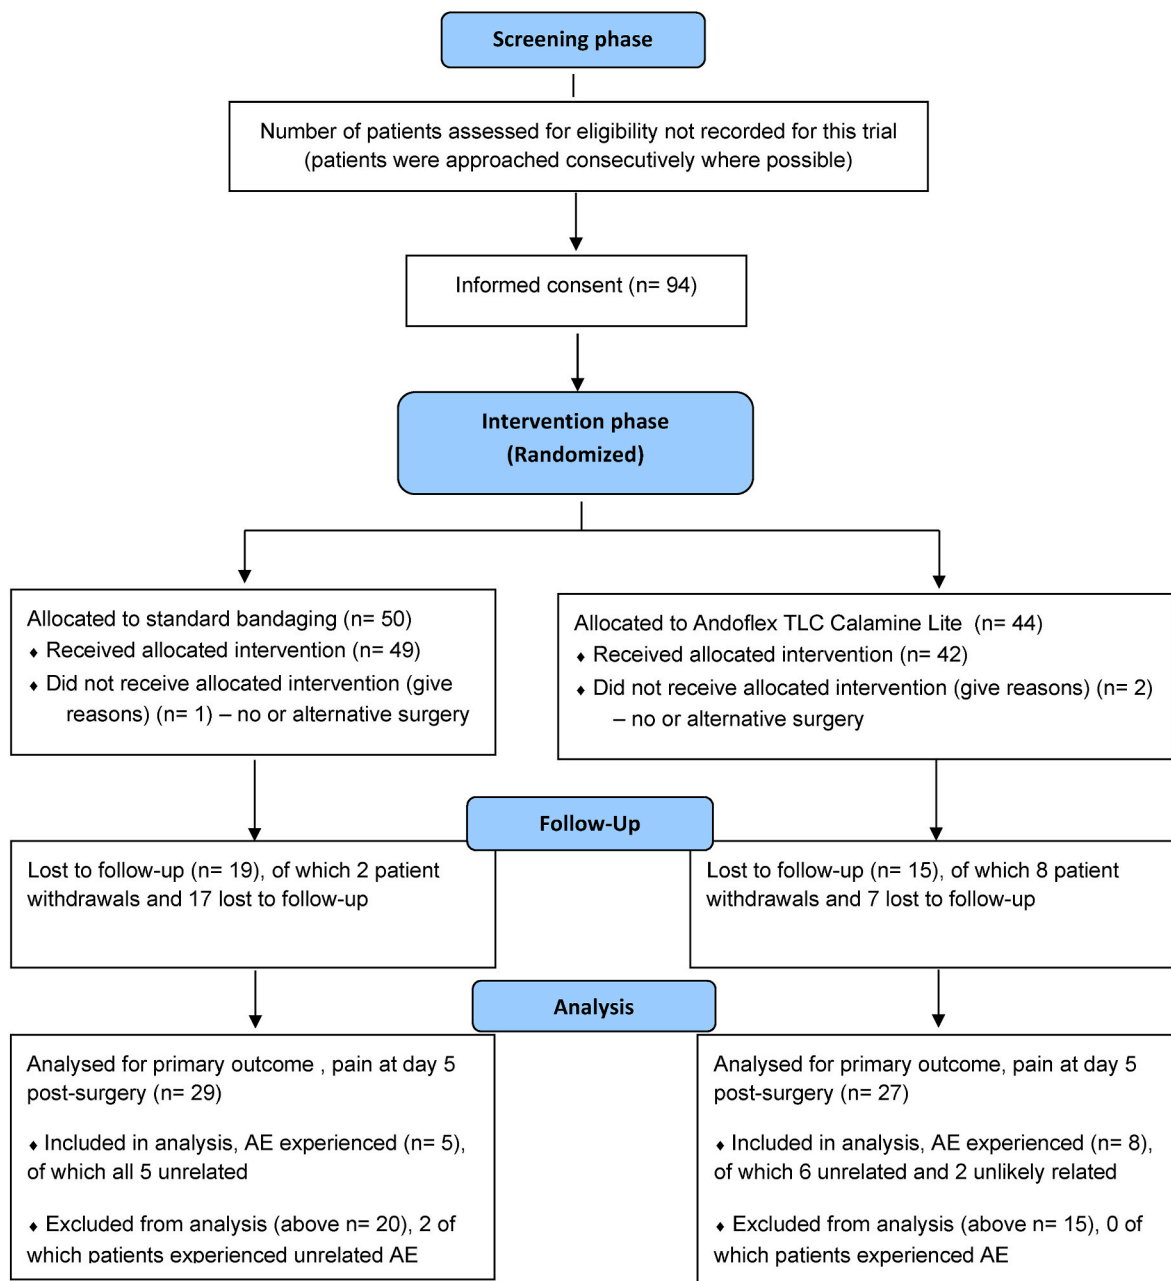 Screening phase
Number of patients assessed for eligibility not recorded for this trial
(patients were approached consecutively where possible)
Informed consent (n= 94)
Intervention phase
(Randomized)
Allocated to standard bandaging (n= 50)
♦ Received allocated intervention (n= 49)
♦ Did not receive allocated intervention (give
reasons) (n= 1) – no or alternative surgery
Allocated to Andoflex TLC Calamine Lite  (n= 44)
♦ Received allocated intervention (n= 42)
♦ Did not receive allocated intervention (give reasons) (n= 2)
– no or alternative surgery
Follow-Up
Lost to follow-up (n= 19), of which 2 patient
withdrawals and 17 lost to follow-up
Lost to follow-up (n= 15), of which 8 patient
withdrawals and 7 lost to follow-up
Analysis
Analysed for primary outcome , pain at day 5
post-surgery (n= 29)
♦ Included in analysis, AE experienced (n= 5),
of which all 5 unrelated
♦ Excluded from analysis (above n= 20), 2 of
which patients experienced unrelated AE
Analysed for primary outcome, pain at day 5
post-surgery (n= 27)
♦ Included in analysis, AE experienced (n= 8),
of which 6 unrelated and 2 unlikely related
♦ Excluded from analysis (above n= 15), 0 of
which patients experienced AE